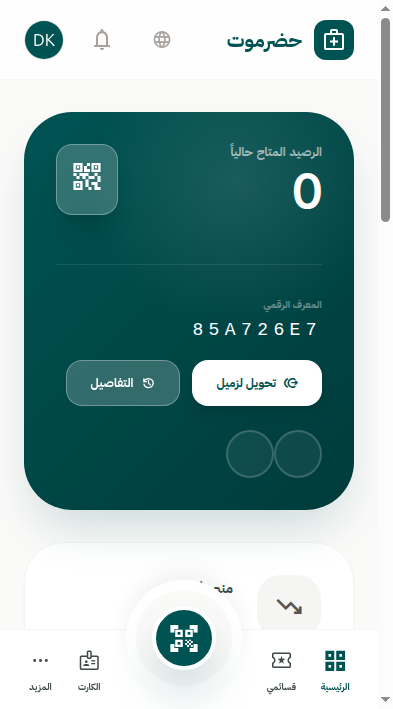 حضرموت
DK
الرصيد المتاح حالياً
0
المعرف الرقمي
85A726E7
تحويل لزميل
التفاصيل
الرئيسية
قسائمي
الكارت
المزيد